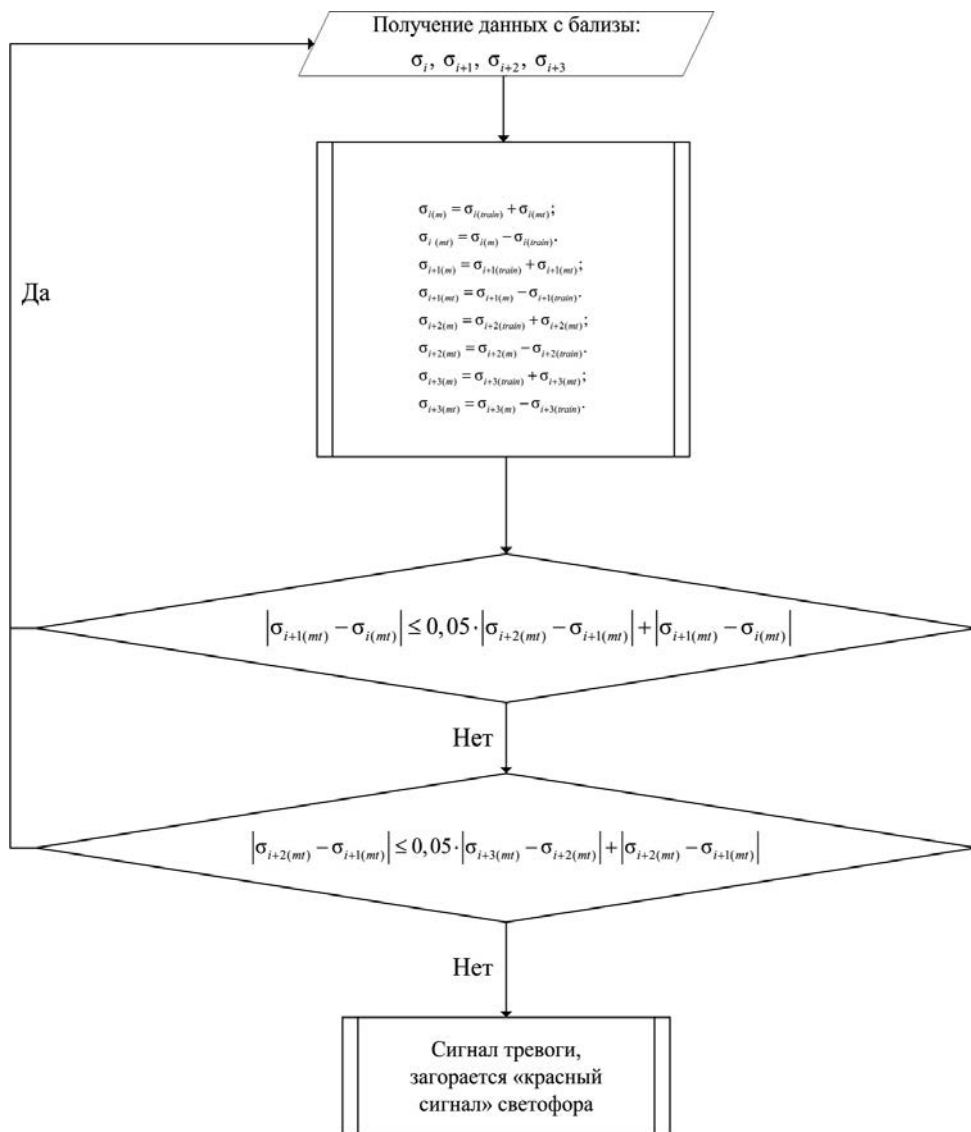 Получение данных с бализы:
σ_i, σ_{i+1}, σ_{i+2}, σ_{i+3}
σ_{i(m)} = σ_{i(train)} + σ_{i(mt)};
σ_{i (mt)} = σ_{i(m)} − σ_{i(train)}.
σ_{i+1(m)} = σ_{i+1(train)} + σ_{i+1(mt)};
σ_{i+1(mt)} = σ_{i+1(m)} − σ_{i+1(train)}.
σ_{i+2(m)} = σ_{i+2(train)} + σ_{i+2(mt)};
σ_{i+2(mt)} = σ_{i+2(m)} − σ_{i+2(train)}.
σ_{i+3(m)} = σ_{i+3(train)} + σ_{i+3(mt)};
σ_{i+3(mt)} = σ_{i+3(m)} − σ_{i+3(train)}.
Да
|σ_{i+1(mt)} − σ_{i(mt)}| ≤ 0,05·|σ_{i+2(mt)} − σ_{i+1(mt)}| + |σ_{i+1(mt)} − σ_{i(mt)}|
Нет
|σ_{i+2(mt)} − σ_{i+1(mt)}| ≤ 0,05·|σ_{i+3(mt)} − σ_{i+2(mt)}| + |σ_{i+2(mt)} − σ_{i+1(mt)}|
Нет
Сигнал тревоги,
загорается «красный
сигнал» светофора